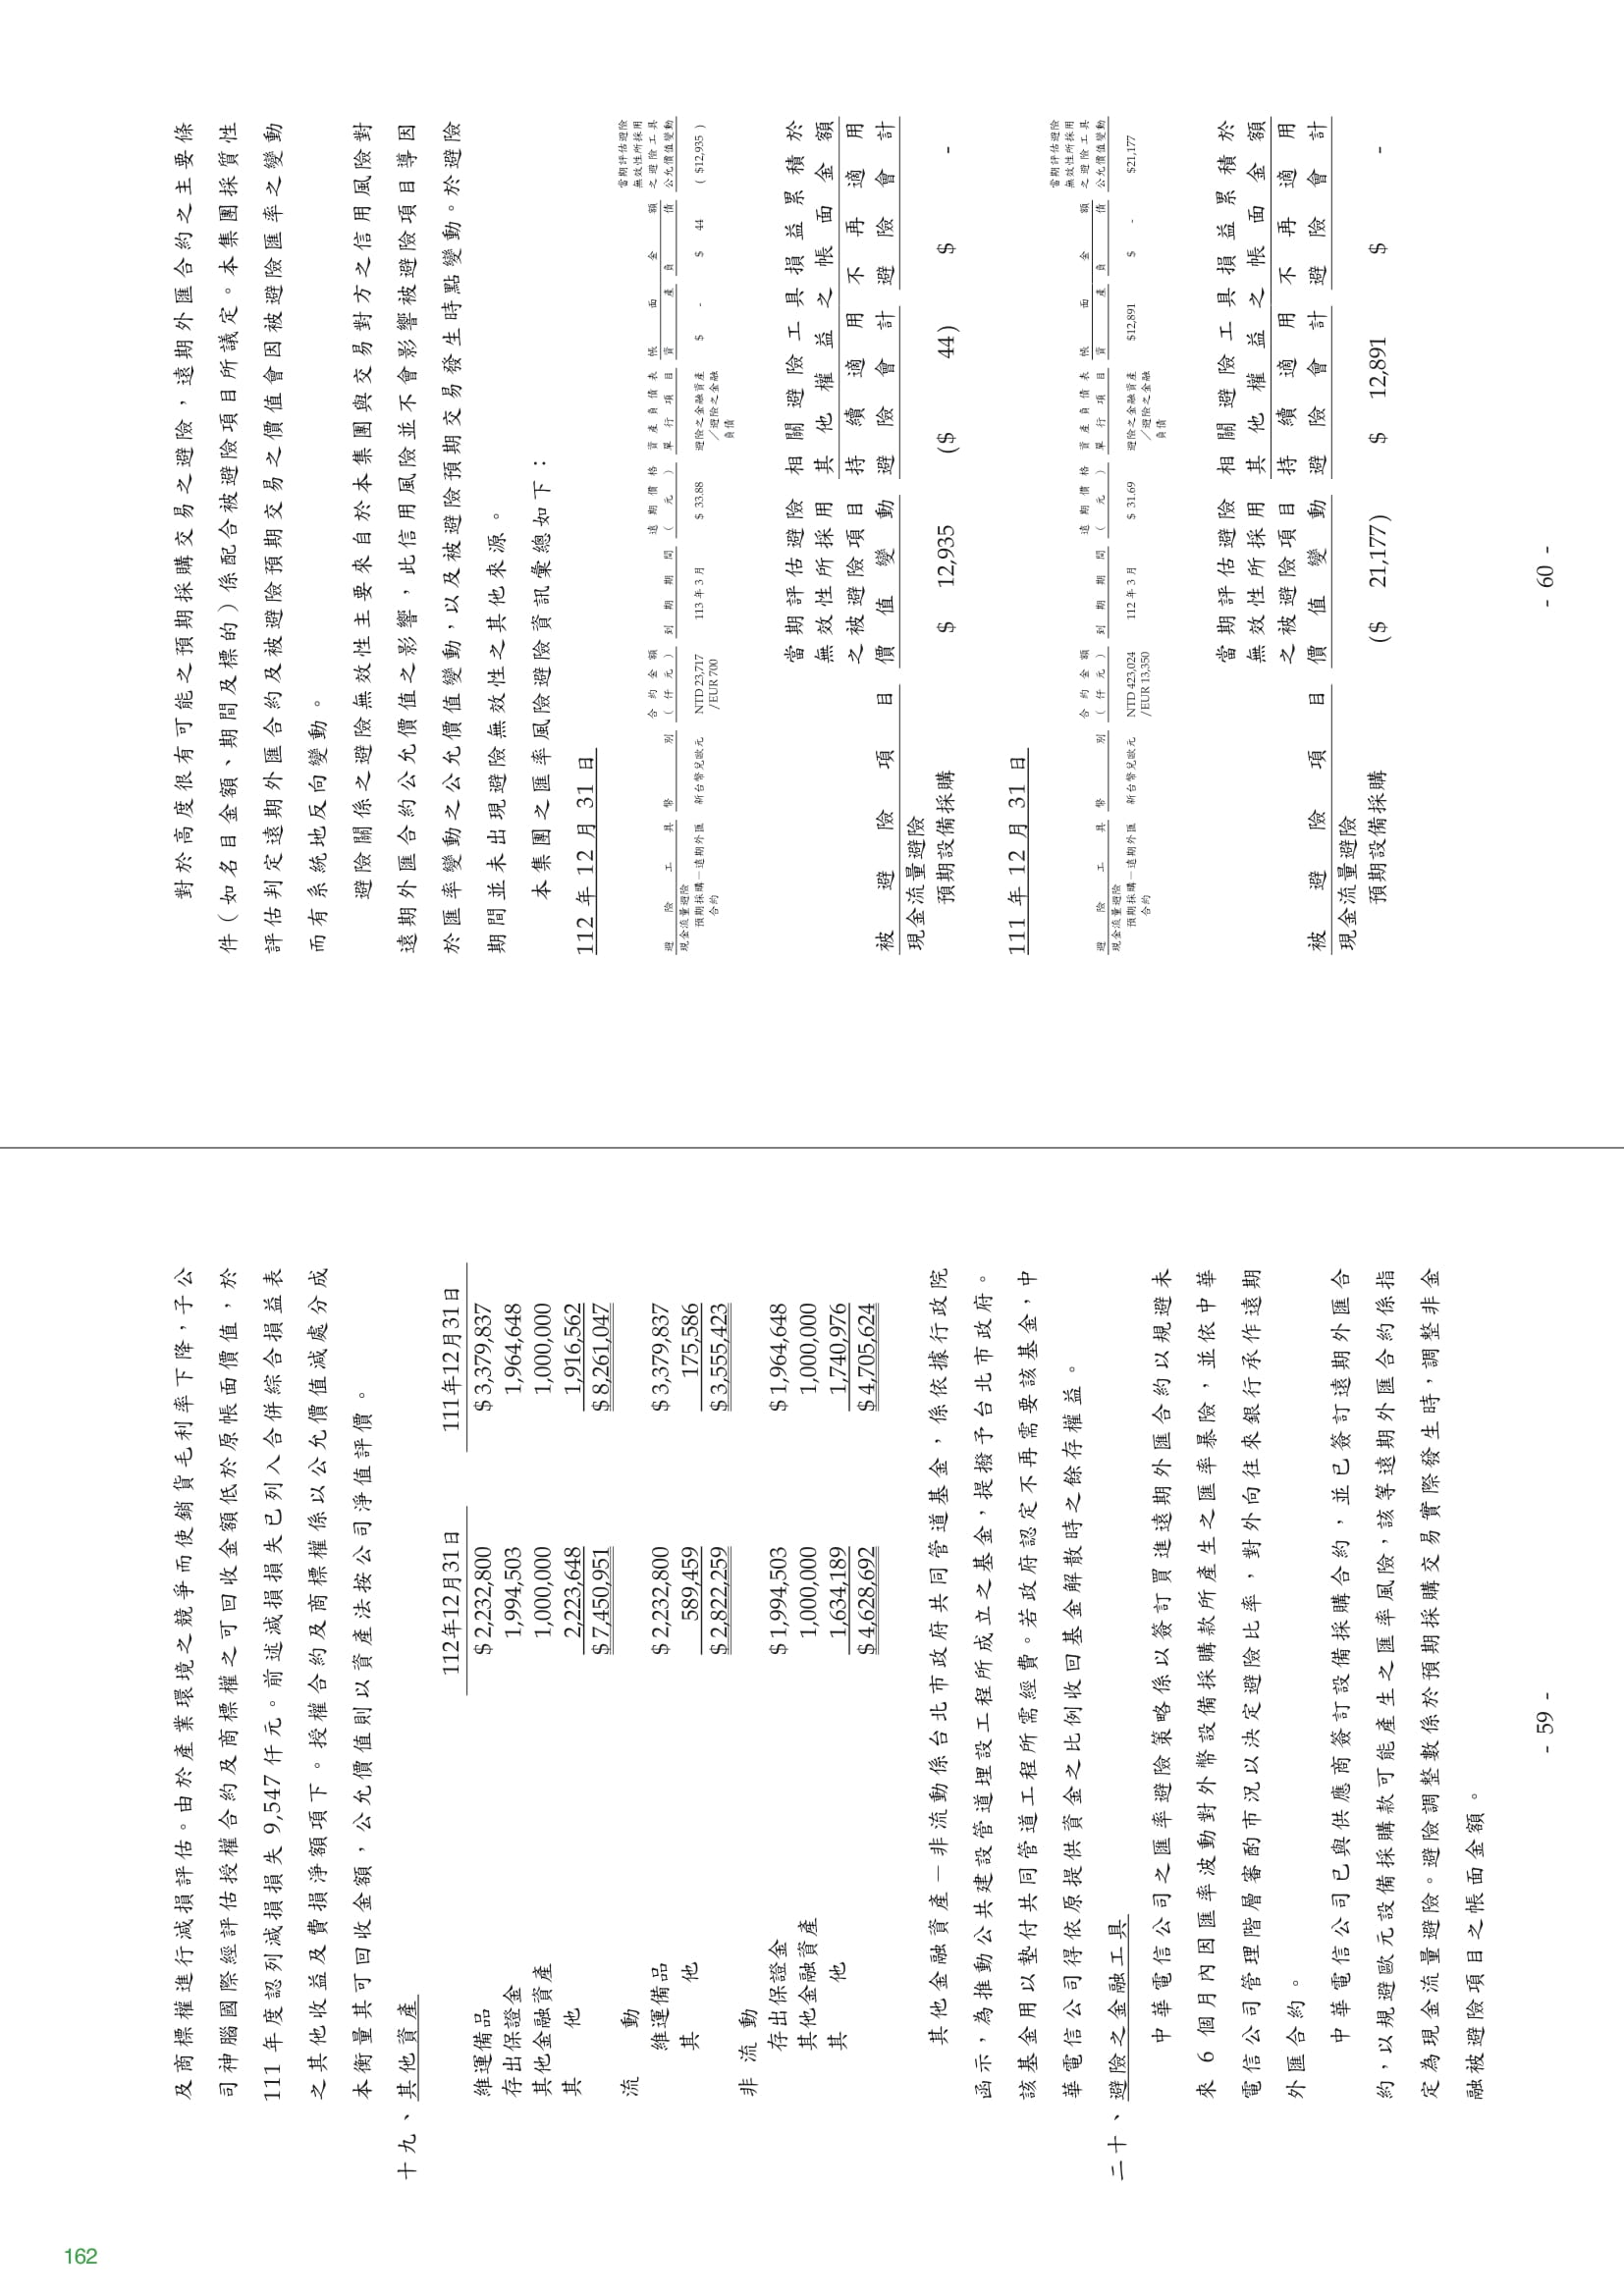 及商標權進行減損評估。由於產業環境之競爭而使銷貨毛利率下降，子公
司神腦國際經評估授權合約及商標權之可回收金額低於原帳面價值，於
111 年度認列減損損失 9,547 仟元。前述減損損失已列入合併綜合損益表
之其他收益及費損淨額項下。授權合約及商標權係以公允價值減處分成
本衡量其可回收金額，公允價值則以資產法按公司淨值評價。
十九、其他資產
112年12月31日 111年12月31日
維運備品 $ 2,232,800 $ 3,379,837
存出保證金 1,994,503 1,964,648
其他金融資產 1,000,000 1,000,000
其 他 2,223,648 1,916,562
$ 7,450,951 $ 8,261,047
流 動
維運備品 $ 2,232,800 $ 3,379,837
其 他 589,459 175,586
$ 2,822,259 $ 3,555,423
非 流 動
存出保證金 $ 1,994,503 $ 1,964,648
其他金融資產 1,000,000 1,000,000
其 他 1,634,189 1,740,976
$ 4,628,692 $ 4,705,624
其他金融資產－非流動係台北市政府共同管道基金，係依據行政院
函示，為推動公共建設管道埋設工程所成立之基金，提撥予台北市政府。
該基金用以墊付共同管道工程所需經費。若政府認定不再需要該基金，中
華電信公司得依原提供資金之比例收回基金解散時之餘存權益。
二十、避險之金融工具
中華電信公司之匯率避險策略係以簽訂買進遠期外匯合約以規避未
來 6 個月內因匯率波動對外幣設備採購款所產生之匯率暴險，並依中華
電信公司管理階層審酌市況以決定避險比率，對外向往來銀行承作遠期
外匯合約。
中華電信公司已與供應商簽訂設備採購合約，並已簽訂遠期外匯合
約，以規避歐元設備採購款可能產生之匯率風險，該等遠期外匯合約係指
定為現金流量避險。避險調整數係於預期採購交易實際發生時，調整非金
融被避險項目之帳面金額。
- 59 -
對於高度很有可能之預期採購交易之避險，遠期外匯合約之主要條
件（如名目金額、期間及標的）係配合被避險項目所議定。本集團採質性
評估判定遠期外匯合約及被避險預期交易之價值會因被避險匯率之變動
而有系統地反向變動。
避險關係之避險無效性主要來自於本集團與交易對方之信用風險對
遠期外匯合約公允價值之影響，此信用風險並不會影響被避險項目導因
於匯率變動之公允價值變動，以及被避險預期交易發生時點變動。於避險
期間並未出現避險無效性之其他來源。
本集團之匯率風險避險資訊彙總如下：
112 年 12 月 31 日
當期評估避險
無效性所採用
合約金額 遠期價格 資產負債表 帳面金額 之避險工具
避險工具 幣別 （仟元） 到期期間 （元） 單行項目 資產 負債 公允價值變動
現金流量避險
預期採購－遠期外匯 新台幣兌歐元 NTD 23,717 113 年 3 月 $ 33.88 避險之金融資產 $ - $ 44 ( $12,935 )
合約 /EUR 700 ／避險之金融
負債
當期評估避險 相關避險工具損益累積於
無效性所採用 其他權益之帳面金額
之被避險項目 持續適用 不再適用
被避險項目 價值變動 避險會計 避險會計
現金流量避險
預期設備採購 $ 12,935 ($ 44) $ -
111 年 12 月 31 日
當期評估避險
無效性所採用
合約金額 遠期價格 資產負債表 帳面金額 之避險工具
避險工具 幣別 （仟元） 到期期間 （元） 單行項目 資產 負債 公允價值變動
現金流量避險
預期採購－遠期外匯 新台幣兌歐元 NTD 423,024 112 年 3 月 $ 31.69 避險之金融資產 $12,891 $ - $21,177
合約 /EUR 13,350 ／避險之金融
負債
當期評估避險 相關避險工具損益累積於
無效性所採用 其他權益之帳面金額
之被避險項目 持續適用 不再適用
被避險項目 價值變動 避險會計 避險會計
現金流量避險
預期設備採購 ($ 21,177) $ 12,891 $ -
- 60 -
162